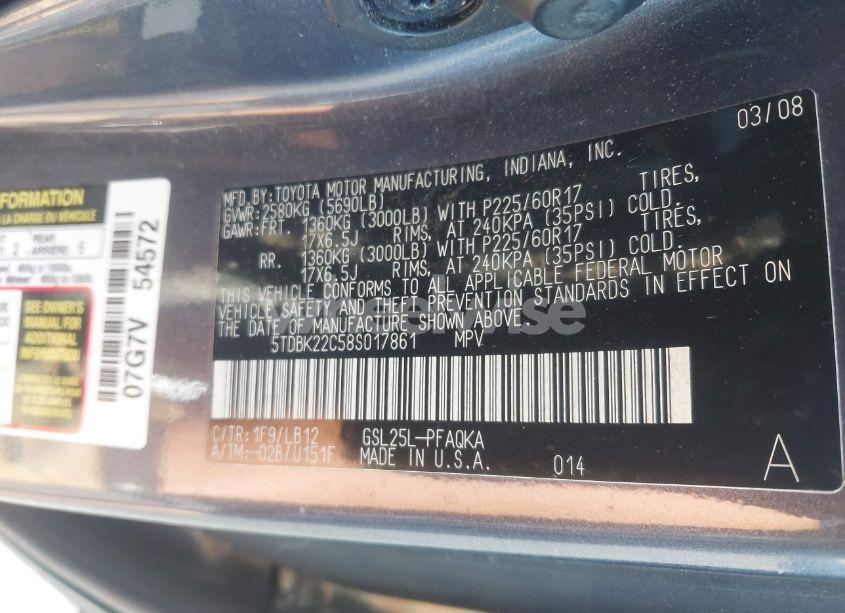 03/08
MFD.BY:TOYOTA MOTOR MANUFACTURING, INDIANA, INC.
GVWR:2580KG (5690LB)
GAWR:FRT. 1360KG (3000LB) WITH P225/60R17 TIRES,
17X6.5J RIMS, AT 240KPA (35PSI) COLD.
RR. 1360KG (3000LB) WITH P225/60R17 TIRES,
17X6.5J RIMS, AT 240KPA (35PSI) COLD.
THIS VEHICLE CONFORMS TO ALL APPLICABLE FEDERAL MOTOR
VEHICLE SAFETY AND THEFT PREVENTION STANDARDS IN EFFECT ON
THE DATE OF MANUFACTURE SHOWN ABOVE.
5TDBK22C58S017861 MPV
C/TR:1F9/LB12 GSL25L-PFAQKA
A/TM:-02B/U151F MADE IN U.S.A. 014 A
FORMATION
LA CHARGE DU VÉHICULE
2 REAR ARRIÈRE 5
SEE OWNER'S
MANUAL FOR
ADDITIONAL
INFORMATION
07G7V 54572